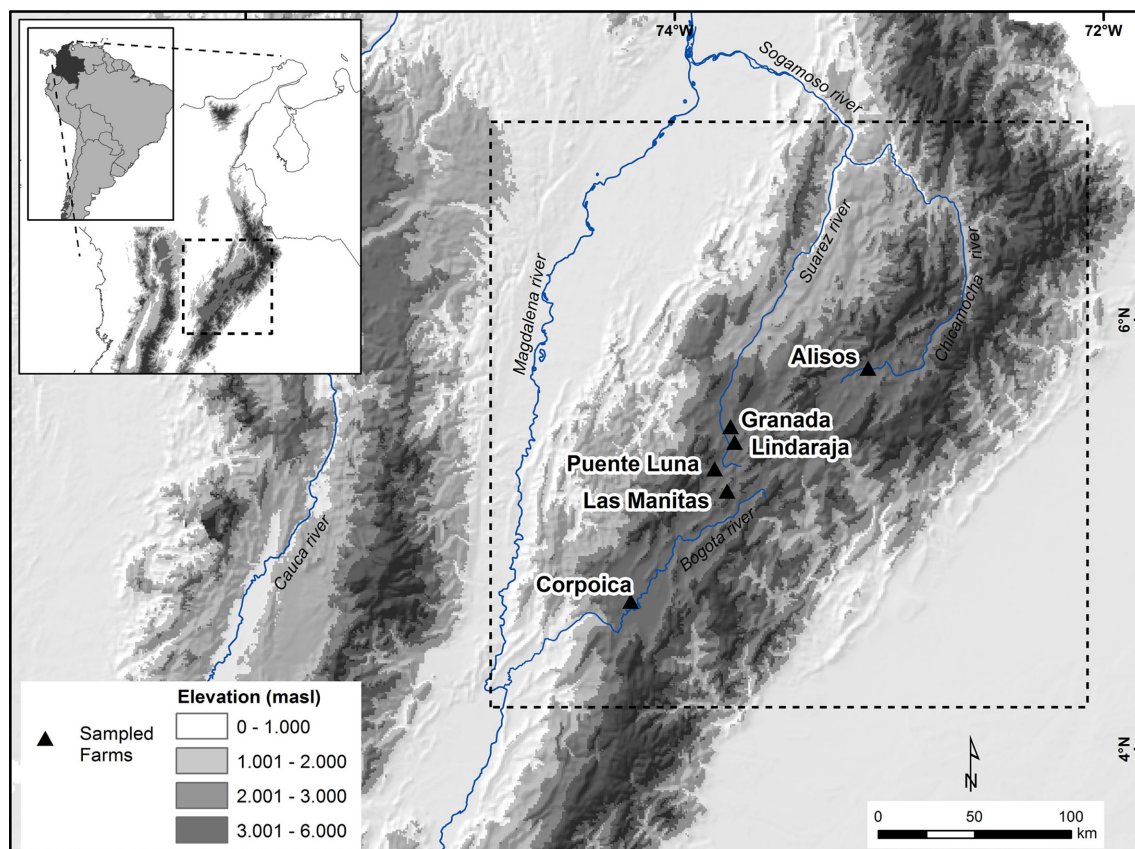 74°W
72°W
Sogamoso river
Suarez river
Chicamocha river
Magdalena river
6°N
Alisos
Granada
Lindaraja
Puente Luna
Las Manitas
Bogota river
Cauca river
Corpoica
4°N
Elevation (masl)
Sampled
Farms
0 - 1.000
1.001 - 2.000
2.001 - 3.000
3.001 - 6.000
N
0 50 100
km